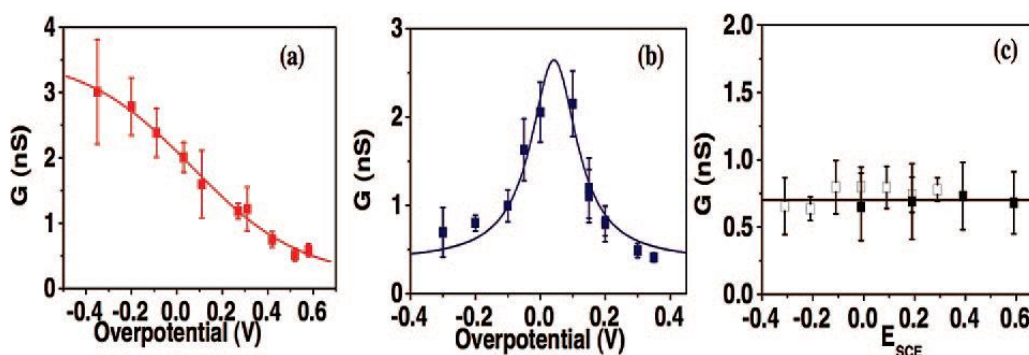 (a)
G (nS)
4
3
2
1
0
-0.4 -0.2 0.0 0.2 0.4 0.6
Overpotential (V)
(b)
G (nS)
3
2
1
0
-0.4 -0.2 0.0 0.2 0.4
Overpotential (V)
(c)
G (nS)
2.0
1.5
1.0
0.5
0.0
-0.4 -0.2 0.0 0.2 0.4 0.6
E SCE